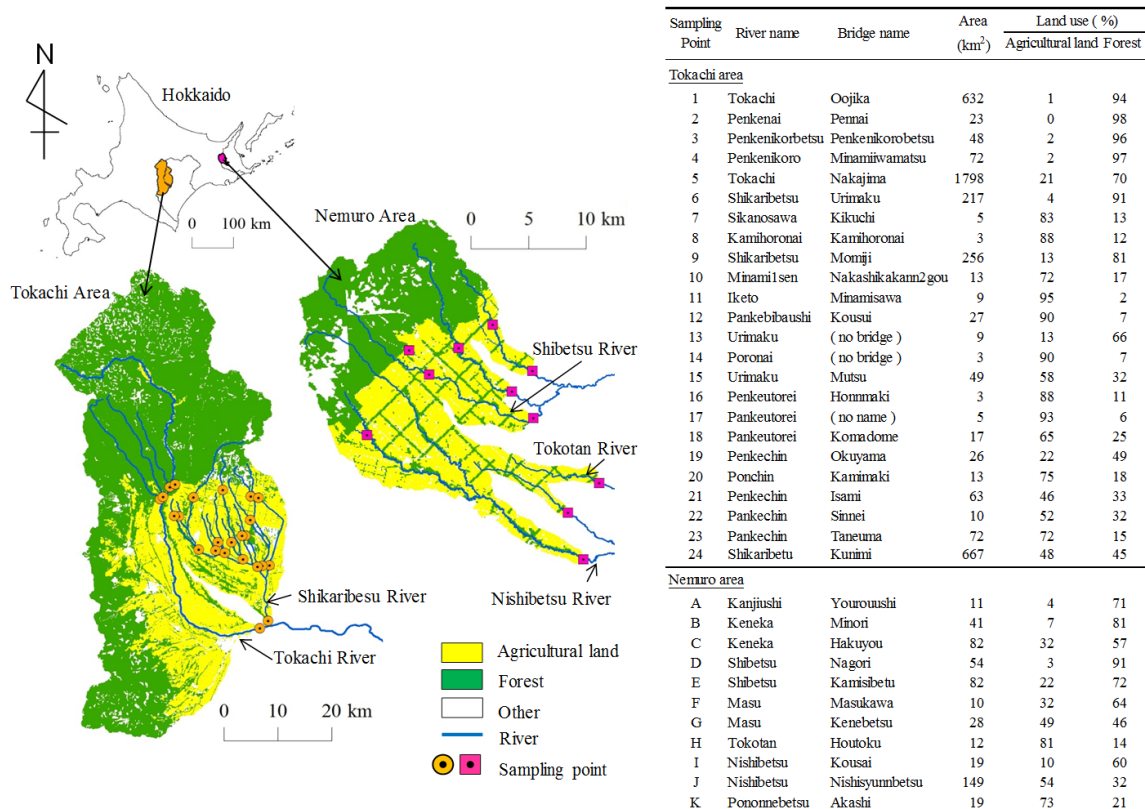 N
Hokkaido
0 100 km
Nemuro Area
0 5 10 km
Tokachi Area
Shibetsu River
Tokotan River
Nishibetsu River
Shikaribesu River
Tokachi River
Agricultural land
Forest
Other
River
Sampling point
0 10 20 km
Sampling Point River name Bridge name Area (km²) Land use ( %)
Agricultural land Forest
Tokachi area
1 Tokachi Oojika 632 1 94
2 Penkenai Pennai 23 0 98
3 Penkenikorbetsu Penkenikorobetsu 48 2 96
4 Penkenikoro Minamiiwamatsu 72 2 97
5 Tokachi Nakajima 1798 21 70
6 Shikaribetsu Urimaku 217 4 91
7 Sikanosawa Kikuchi 5 83 13
8 Kamihoronai Kamihoronai 3 88 12
9 Shikaribetsu Momiji 256 13 81
10 Minami1sen Nakashikakann2gou 13 72 17
11 Iketo Minamisawa 9 95 2
12 Pankebibaushi Kousui 27 90 7
13 Urimaku ( no bridge ) 9 13 66
14 Poronai ( no bridge ) 3 90 7
15 Urimaku Mutsu 49 58 32
16 Penkeutorei Honnmaki 3 88 11
17 Pankeutorei ( no name ) 5 93 6
18 Pankeutorei Komadome 17 65 25
19 Penkechin Okuyama 26 22 49
20 Ponchin Kamimaki 13 75 18
21 Penkechin Isami 63 46 33
22 Pankechin Sinnei 10 52 32
23 Pankechin Taneuma 72 72 15
24 Shikaribetu Kunimi 667 48 45
Nemuro area
A Kanjiushi Yourouushi 11 4 71
B Keneka Minori 41 7 81
C Keneka Hakuyou 82 32 57
D Shibetsu Nagori 54 3 91
E Shibetsu Kamisibetu 82 22 72
F Masu Masukawa 10 32 64
G Masu Kenebetsu 28 49 46
H Tokotan Houtoku 12 81 14
I Nishibetsu Kousai 19 10 60
J Nishibetsu Nishisyunnbetsu 149 54 32
K Pononnebetsu Akashi 19 73 21